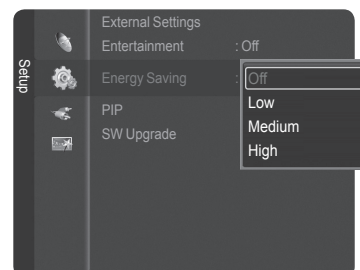 Setup
External Settings
Entertainment : Off
Energy Saving : Off
Low
Medium
High
PIP
SW Upgrade